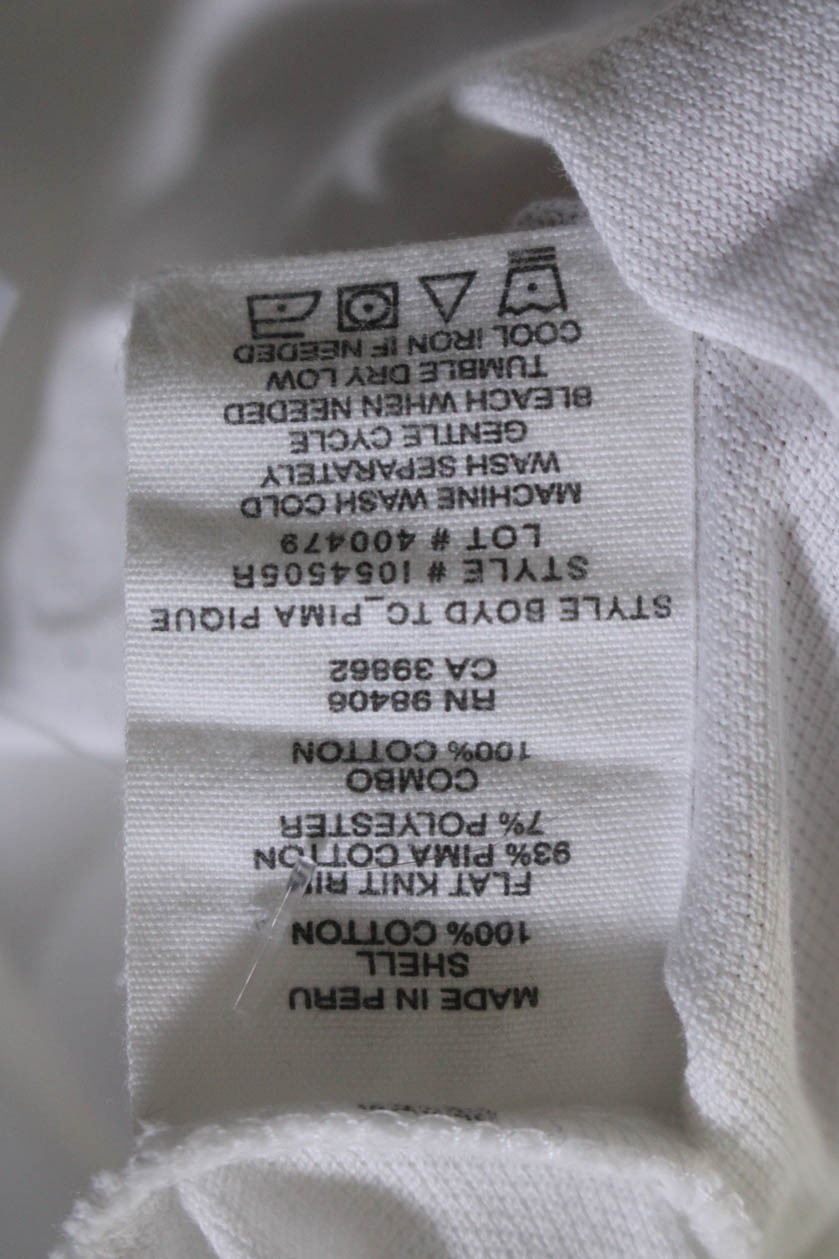 MADE IN PERU
SHELL
100% COTTON
FLAT KNIT RIB
93% PIMA COTTON
7% POLYESTER
COMBO
100% COTTON
RN 98406
CA 39862
STYLE BOYD TC_PIMA PIQUE
STYLE # 1054505R
LOT # 400479
MACHINE WASH COLD
WASH SEPARATELY
GENTLE CYCLE
BLEACH WHEN NEEDED
TUMBLE DRY LOW
COOL IRON IF NEEDED